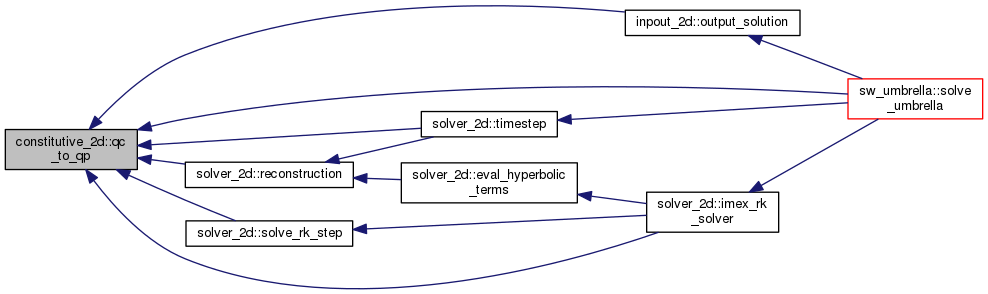 inpout_2d::output_solution
sw_umbrella::solve
_umbrella
solver_2d::timestep
constitutive_2d::qc
_to_qp
solver_2d::reconstruction
solver_2d::eval_hyperbolic
_terms
solver_2d::imex_rk
_solver
solver_2d::solve_rk_step